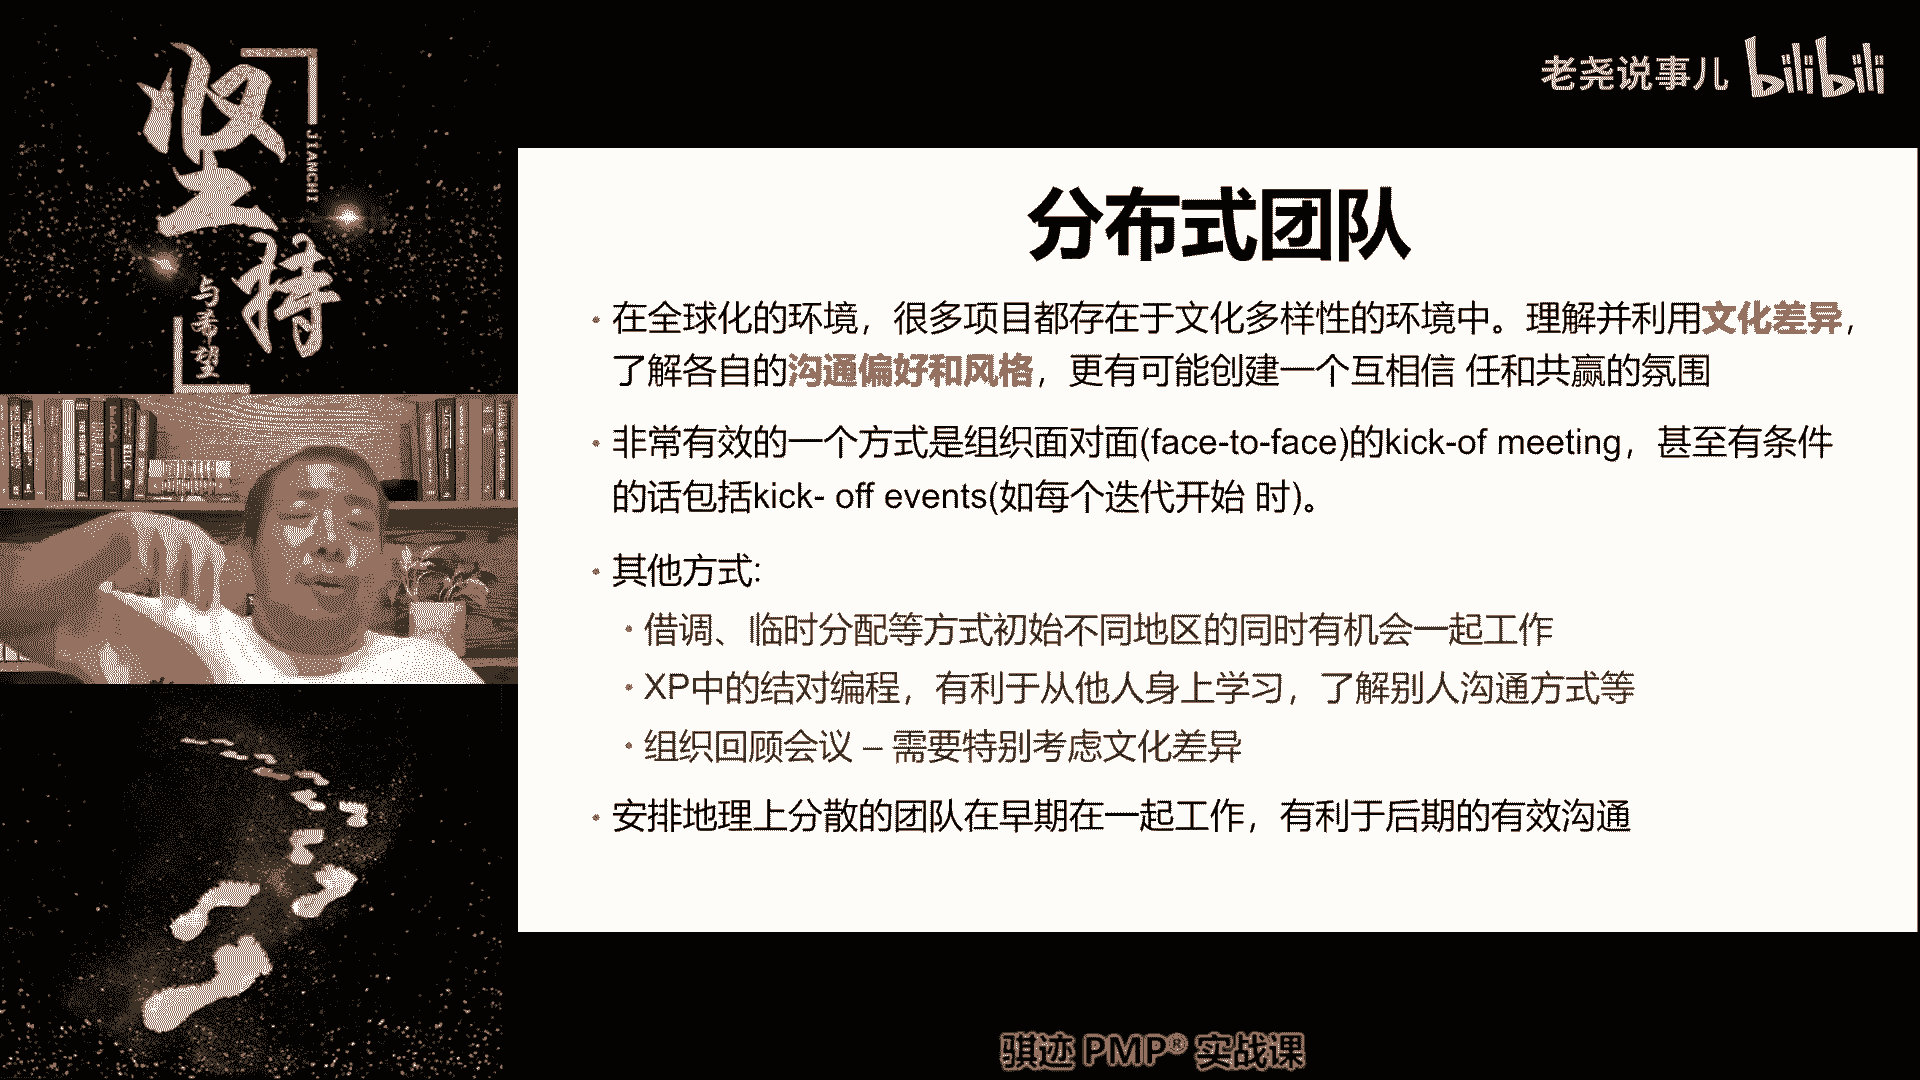 坚持
JIANCHI
与希望
老尧说事儿 bilibili
分布式团队
• 在全球化的环境，很多项目都存在于文化多样性的环境中。理解并利用文化差异，
了解各自的沟通偏好和风格，更有可能创建一个互相信 任和共赢的氛围
• 非常有效的一个方式是组织面对面(face-to-face)的kick-of meeting，甚至有条件
的话包括kick- off events(如每个迭代开始 时)。
• 其他方式:
• 借调、临时分配等方式初始不同地区的同时有机会一起工作
• XP中的结对编程，有利于从他人身上学习，了解别人沟通方式等
• 组织回顾会议 – 需要特别考虑文化差异
• 安排地理上分散的团队在早期在一起工作，有利于后期的有效沟通
骐迹 PMP® 实战课